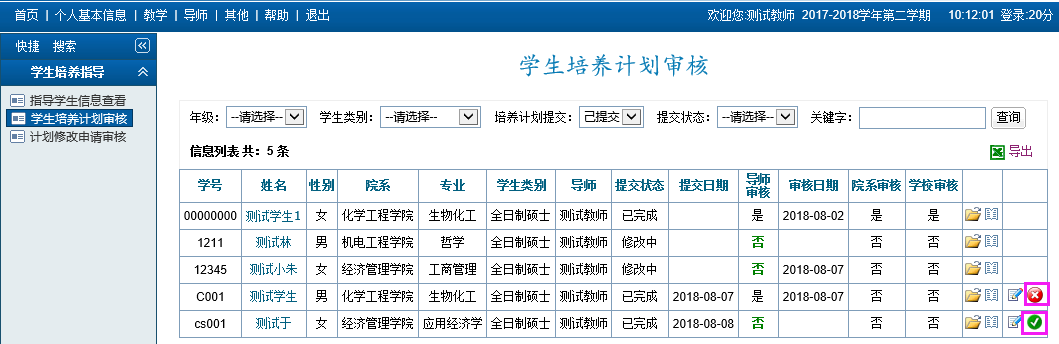 首页 | 个人基本信息 | 教学 | 导师 | 其他 | 帮助 | 退出 欢迎您:测试教师 2017-2018学年第二学期 10:12:01 登录:20分
快捷 搜索
学生培养指导
指导学生信息查看
学生培养计划审核
计划修改申请审核
学生培养计划审核
年级: --请选择-- 学生类别: --请选择-- 培养计划提交: 已提交 提交状态: --请选择-- 关键字: 查询
信息列表 共: 5 条 导出
学号 姓名 性别 院系 专业 学生类别 导师 提交状态 提交日期 导师审核 审核日期 院系审核 学校审核
00000000 测试学生1 女 化学工程学院 生物化工 全日制硕士 测试教师 已完成 是 2018-08-02 是 是
1211 测试林 男 机电工程学院 哲学 全日制硕士 测试教师 修改中 否 否 否
12345 测试小朱 女 经济管理学院 工商管理 全日制硕士 测试教师 修改中 否 2018-08-07 否 否
C001 测试学生 男 化学工程学院 生物化工 全日制硕士 测试教师 已完成 2018-08-07 是 2018-08-07 否 否
cs001 测试于 女 经济管理学院 应用经济学 全日制硕士 测试教师 已完成 2018-08-08 否 否 否